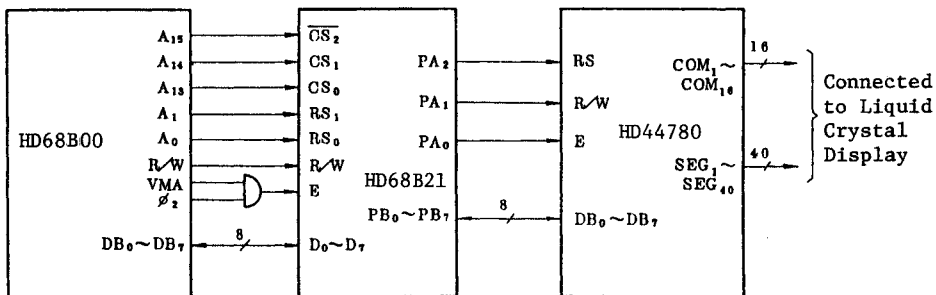 HD68B00
A₁₅
A₁₄
A₁₃
A₁
A₀
R/W
VMA
ø₂
DB₀~DB₇
8
C̅S̅₂
CS₁
CS₀
RS₁
RS₀
R/W
E
D₀~D₇
HD68B21
PA₂
PA₁
PA₀
PB₀~PB₇
8
RS
R/W
E
DB₀~DB₇
HD44780
COM₁~
COM₁₆
SEG₁~
SEG₄₀
16
40
Connected
to Liquid
Crystal
Display